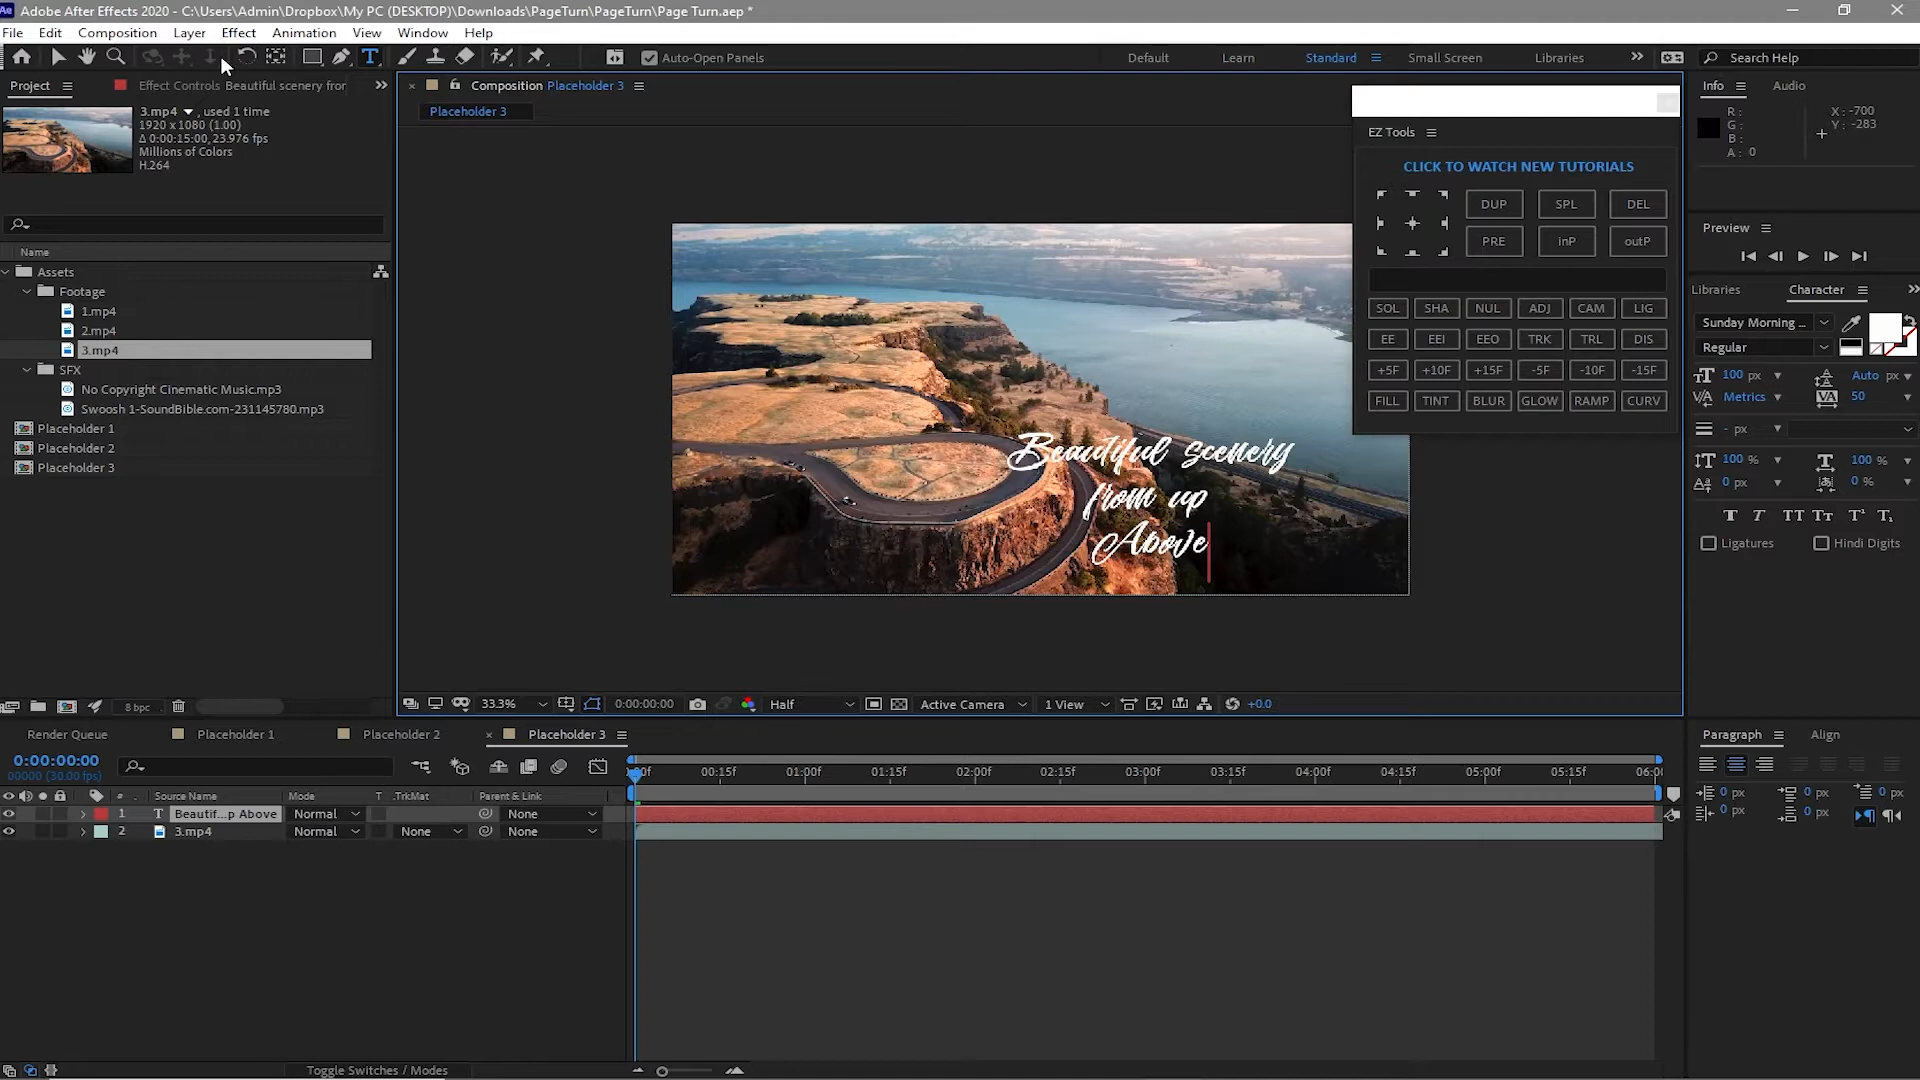 Adobe After Effects 2020 - C:\Users\Admin\Dropbox\My PC (DESKTOP)\Downloads\PageTurn\PageTurn\Page Turn.aep *
File Edit Composition Layer Effect Animation View Window Help
Auto-Open Panels Default Learn Standard Small Screen Libraries Search Help
Project Effect Controls Beautiful scenery fror
Composition Placeholder 3
Info Audio
Placeholder 3
3.mp4 , used 1 time
1920 x 1080 (1.00)
Δ 0:00:15:00, 23.976 fps
Millions of Colors
H.264
R:
G:
B:
A: 0
X: -700
Y: -283
EZ Tools
CLICK TO WATCH NEW TUTORIALS
DUP SPL DEL
PRE inP outP
SOL SHA NUL ADJ CAM LIG
EE EEI EEO TRK TRL DIS
+5F +10F +15F -5F -10F -15F
FILL TINT BLUR GLOW RAMP CURV
Preview
Libraries Character
Sunday Morning ...
Regular
100 px Auto px
Metrics 50
- px
100 % 100 %
0 px 0 %
T T TT Tt T¹ T₁
Ligatures Hindi Digits
Name
Assets
Footage
1.mp4
2.mp4
3.mp4
SFX
No Copyright Cinematic Music.mp3
Swoosh 1-SoundBible.com-231145780.mp3
Placeholder 1
Placeholder 2
Placeholder 3
Beautiful scenery
from up
Above
8 bpc
33.3% 0:00:00:00 Half Active Camera 1 View +0.0
Render Queue Placeholder 1 Placeholder 2 Placeholder 3
Paragraph Align
0 px 0 px 0 px
0 px 0 px
0:00:00:00
00000 (30.00 fps)
:00f 00:15f 01:00f 01:15f 02:00f 02:15f 03:00f 03:15f 04:00f 04:15f 05:00f 05:15f 06:0
# Source Name Mode T .TrkMat Parent & Link
1 T Beautif...p Above Normal None
2 3.mp4 Normal None None
Toggle Switches / Modes